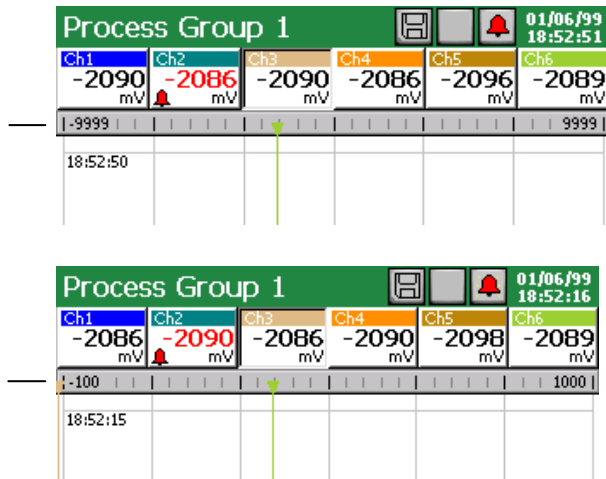 Process Group 1 01/06/99
18:52:51
Ch1 Ch2 Ch3 Ch4 Ch5 Ch6
-2090 -2086 -2090 -2086 -2096 -2089
mV mV mV mV mV mV
-9999 9999
18:52:50
Process Group 1 01/06/99
18:52:16
Ch1 Ch2 Ch3 Ch4 Ch5 Ch6
-2086 -2090 -2086 -2090 -2098 -2089
mV mV mV mV mV mV
-100 1000
18:52:15